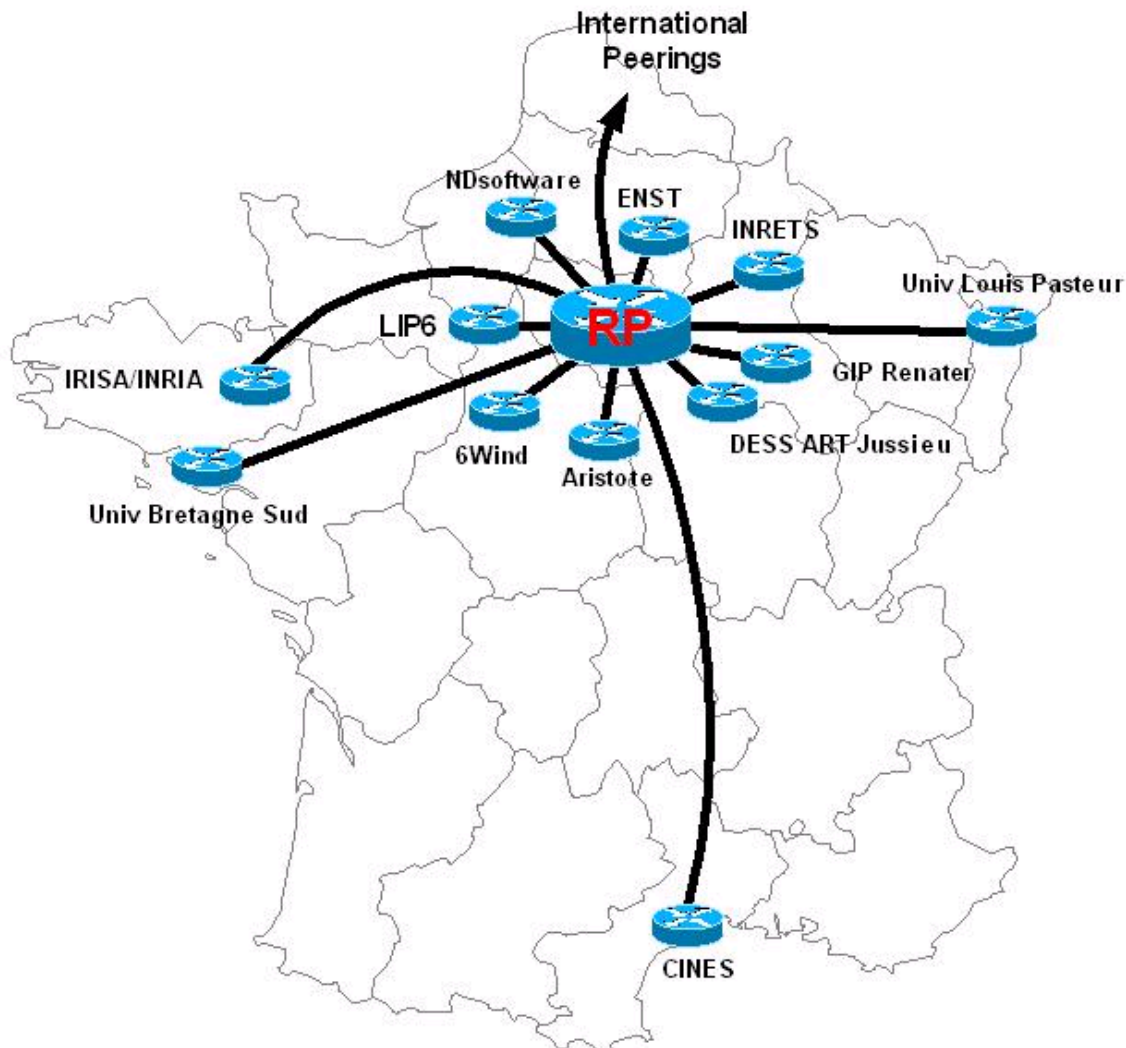 International
Peerings
NDsoftware
ENST
INRETS
Univ Louis Pasteur
LIP6
RP
IRISA/INRIA
GIP Renater
6Wind
DESS ART Jussieu
Aristote
Univ Bretagne Sud
CINES